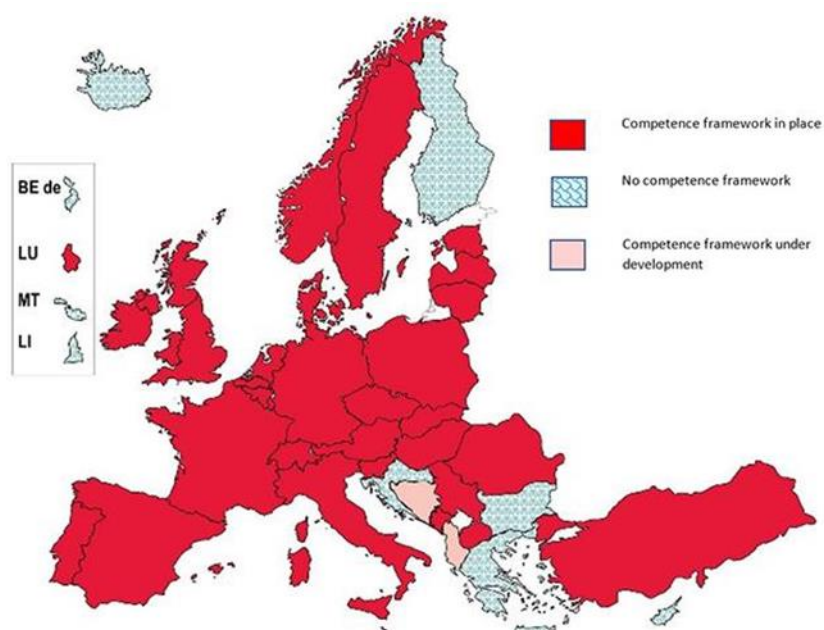 Competence framework in place
No competence framework
Competence framework under
development
BE de
LU
MT
LI